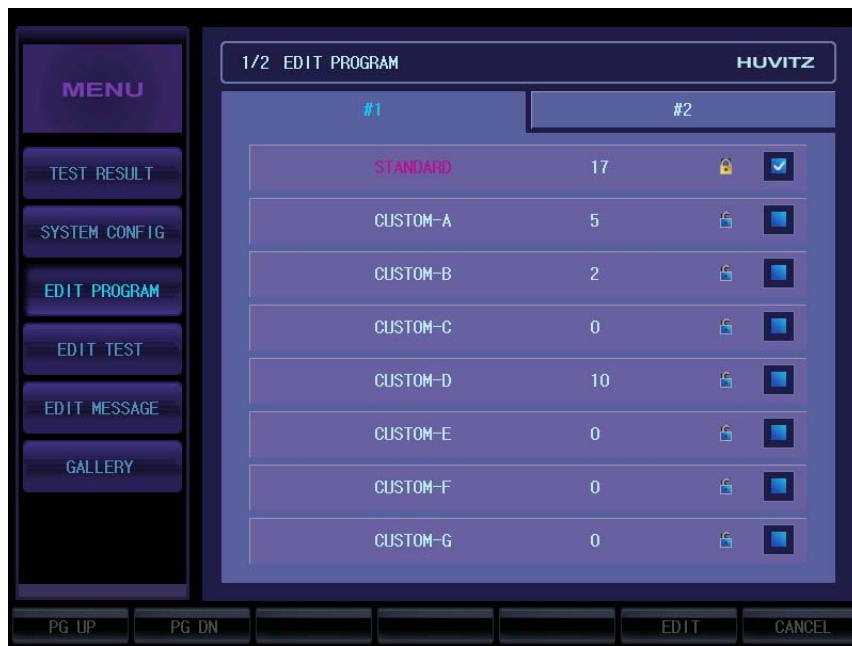 MENU
TEST RESULT
SYSTEM CONFIG
EDIT PROGRAM
EDIT TEST
EDIT MESSAGE
GALLERY
1/2 EDIT PROGRAM HUVITZ
#1 #2
STANDARD 17
CUSTOM-A 5
CUSTOM-B 2
CUSTOM-C 0
CUSTOM-D 10
CUSTOM-E 0
CUSTOM-F 0
CUSTOM-G 0
PG UP PG DN EDIT CANCEL